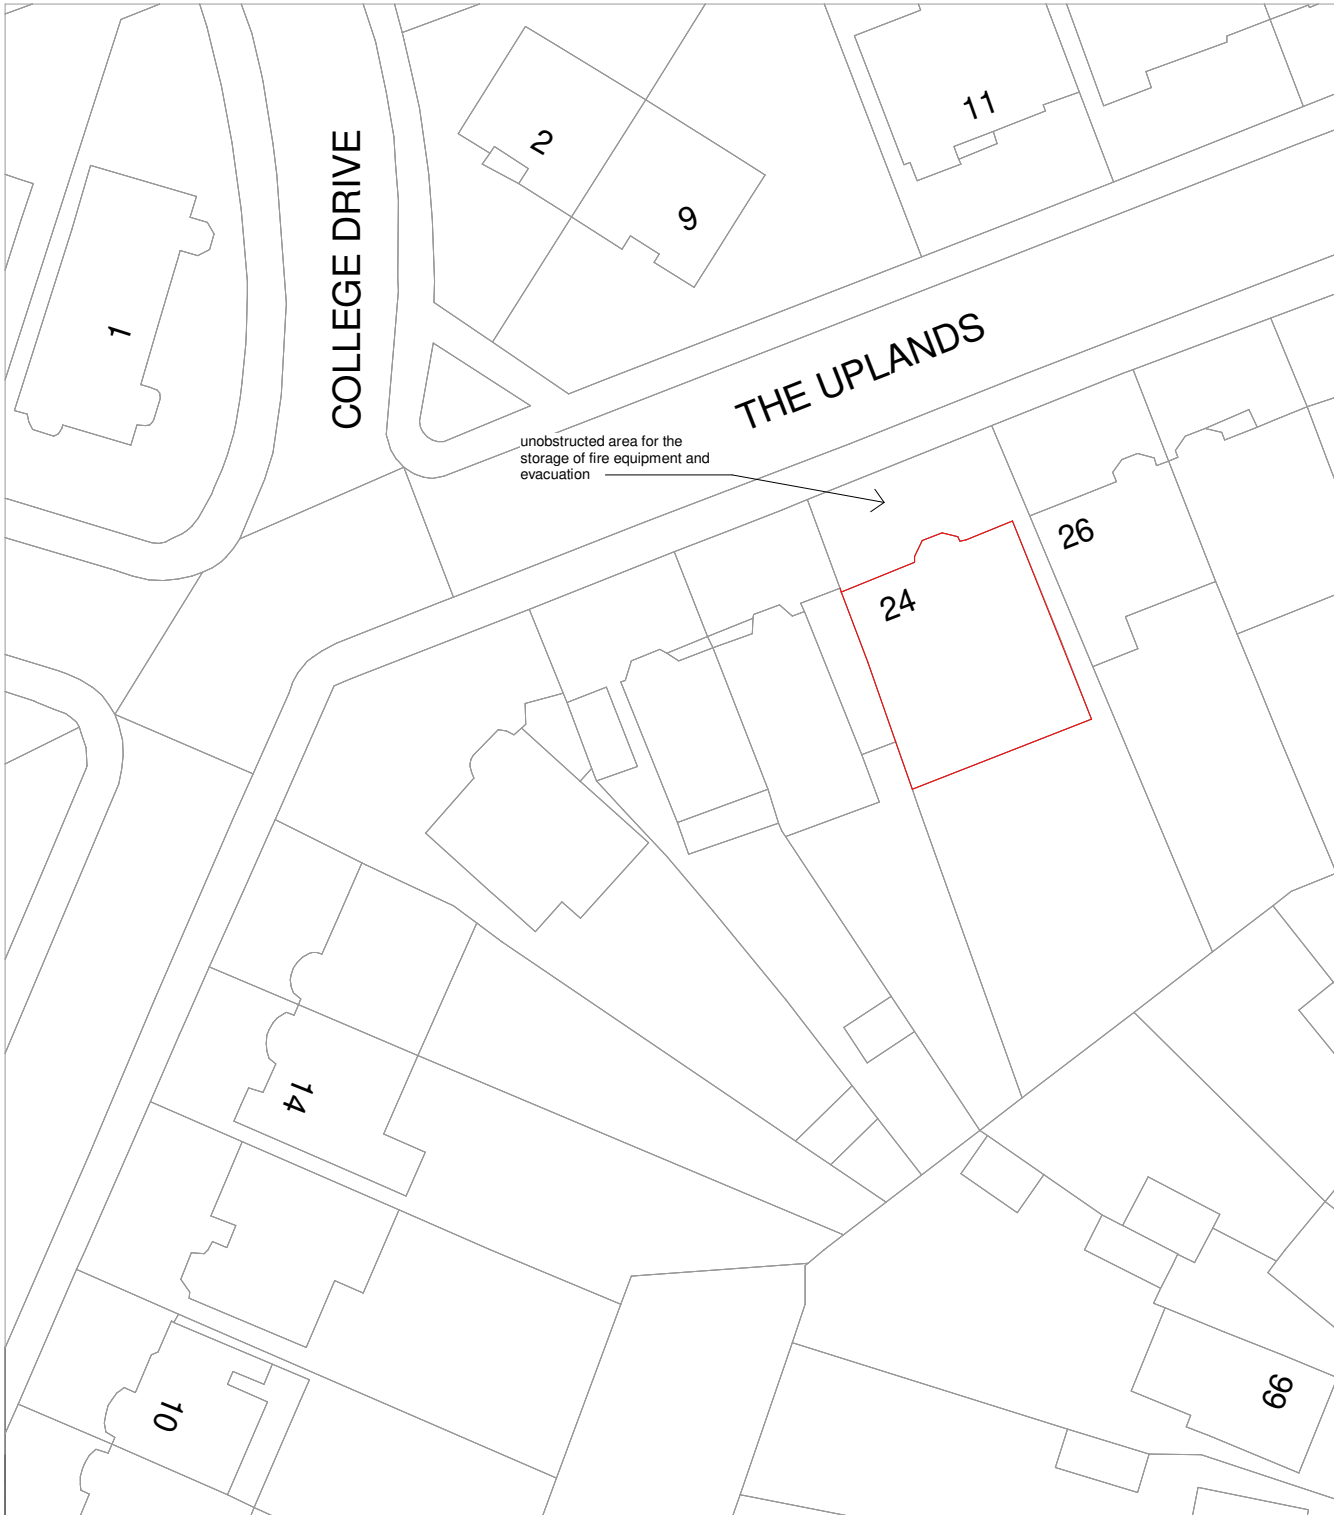 11
2
9
COLLEGE DRIVE
1
THE UPLANDS
unobstructed area for the
storage of fire equipment and
evacuation
26
24
14
99
10